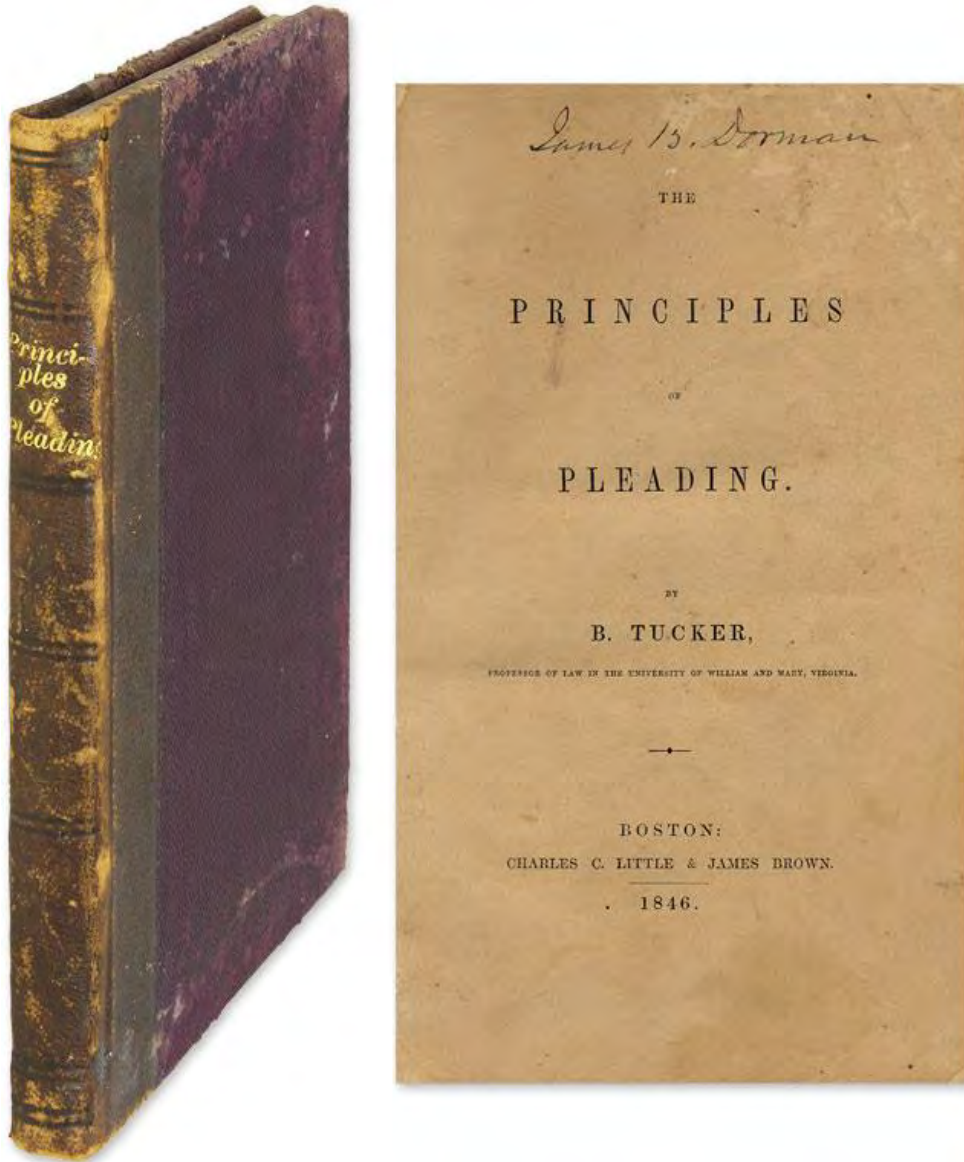 Princi-
ples
of
Pleading
James B. Dorman
THE
PRINCIPLES
OF
PLEADING.
BY
B. TUCKER,
PROFESSOR OF LAW IN THE UNIVERSITY OF WILLIAM AND MARY, VIRGINIA.
BOSTON:
CHARLES C. LITTLE & JAMES BROWN.
1846.